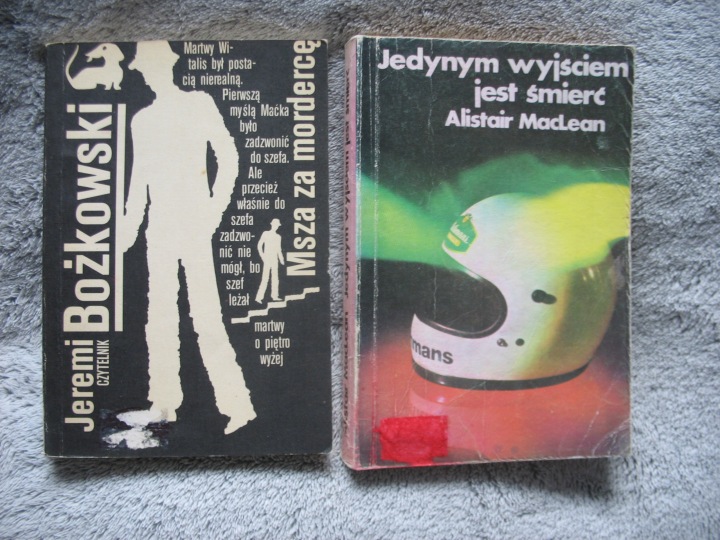 Martwy Wi-
talis był posta-
cią nierealną.
Pierwszą
myślą Maćka
było
zadzwonić
do szefa.
Ale
przecież
właśnie do
szefa
zadzwo-
nić nie
mógł, bo
szef
leżał
martwy
o piętro
wyżej
Jeremi Bożkowski
CZYTELNIK
Msza za mordercę
Jedynym wyjściem
jest śmierć
Alistair MacLean
mans